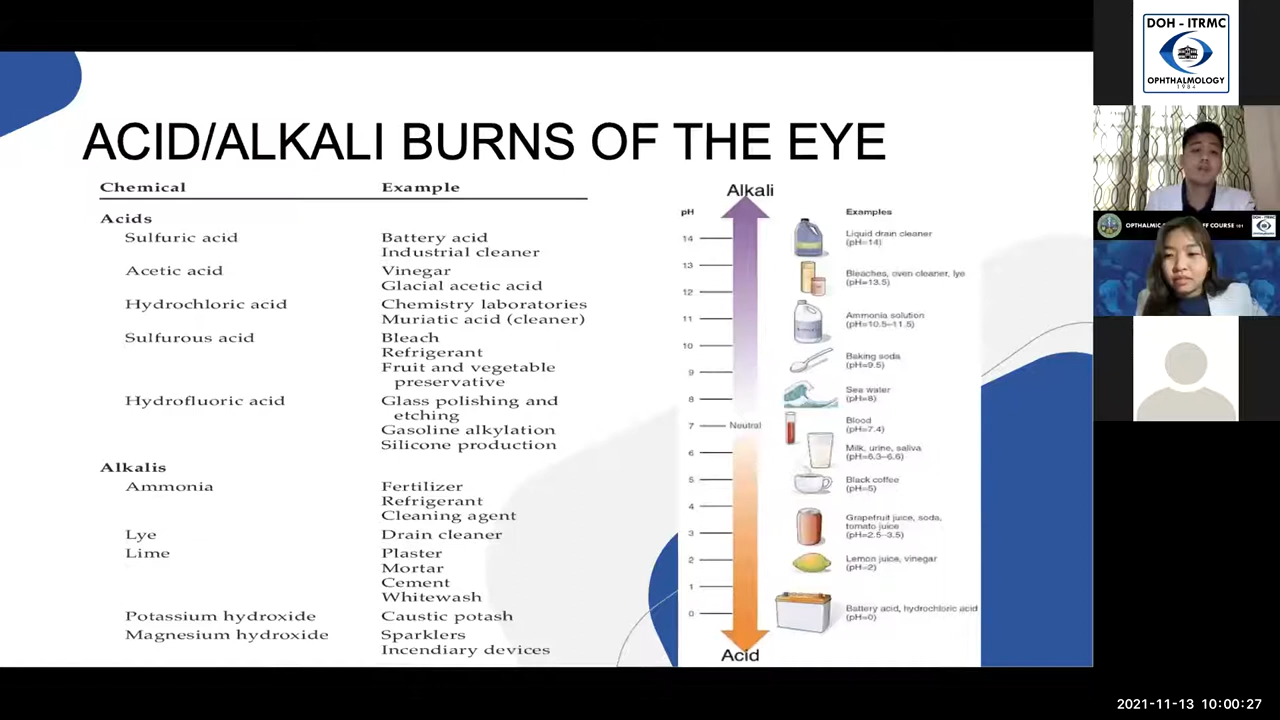 ACID/ALKALI BURNS OF THE EYE
Chemical Example
Acids
Sulfuric acid Battery acid
Industrial cleaner
Acetic acid Vinegar
Glacial acetic acid
Hydrochloric acid Chemistry laboratories
Muriatic acid (cleaner)
Sulfurous acid Bleach
Refrigerant
Fruit and vegetable
preservative
Hydrofluoric acid Glass polishing and
etching
Gasoline alkylation
Silicone production
Alkalis
Ammonia Fertilizer
Refrigerant
Cleaning agent
Lye Drain cleaner
Lime Plaster
Mortar
Cement
Whitewash
Potassium hydroxide Caustic potash
Magnesium hydroxide Sparklers
Incendiary devices
Alkali
pH Examples
14 Liquid drain cleaner
(pH=14)
13 Bleaches, oven cleaner, lye
(pH=13.5)
12
11 Ammonia solution
(pH=10.5–11.5)
10 Baking soda
(pH=9.5)
9
8 Sea water
(pH=8)
7 Neutral Blood
(pH=7.4)
6 Milk, urine, saliva
(pH=6.3–6.6)
5 Black coffee
(pH=5)
4
3 Grapefruit juice, soda,
tomato juice
(pH=2.5–3.5)
2 Lemon juice, vinegar
(pH=2)
1
0 Battery acid, hydrochloric acid
(pH=0)
Acid
DOH - ITRMC
OPHTHALMOLOGY
1984
2021-11-13 10:00:27